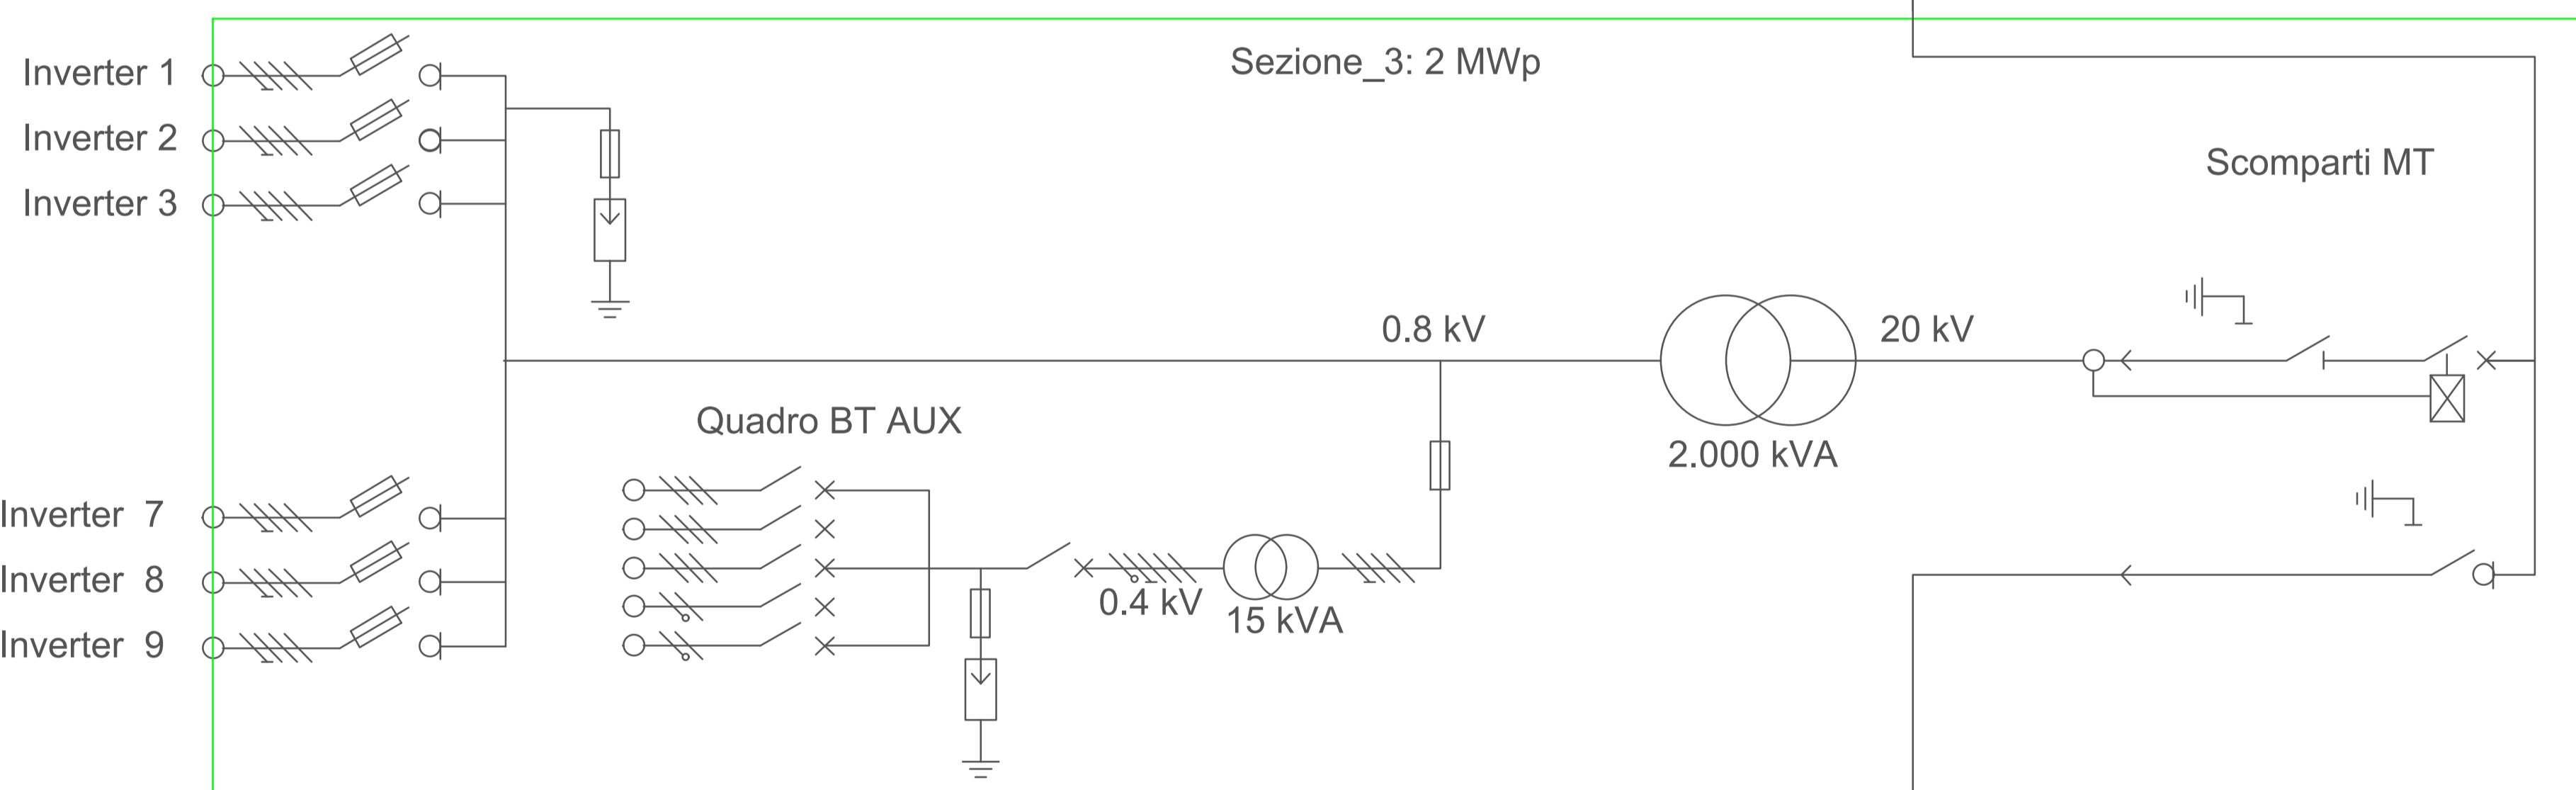 Sezione_3: 2 MWp
Inverter 1
Inverter 2
Inverter 3
Scomparti MT
0.8 kV
20 kV
2.000 kVA
Quadro BT AUX
Inverter 7
Inverter 8
Inverter 9
0.4 kV
15 kVA